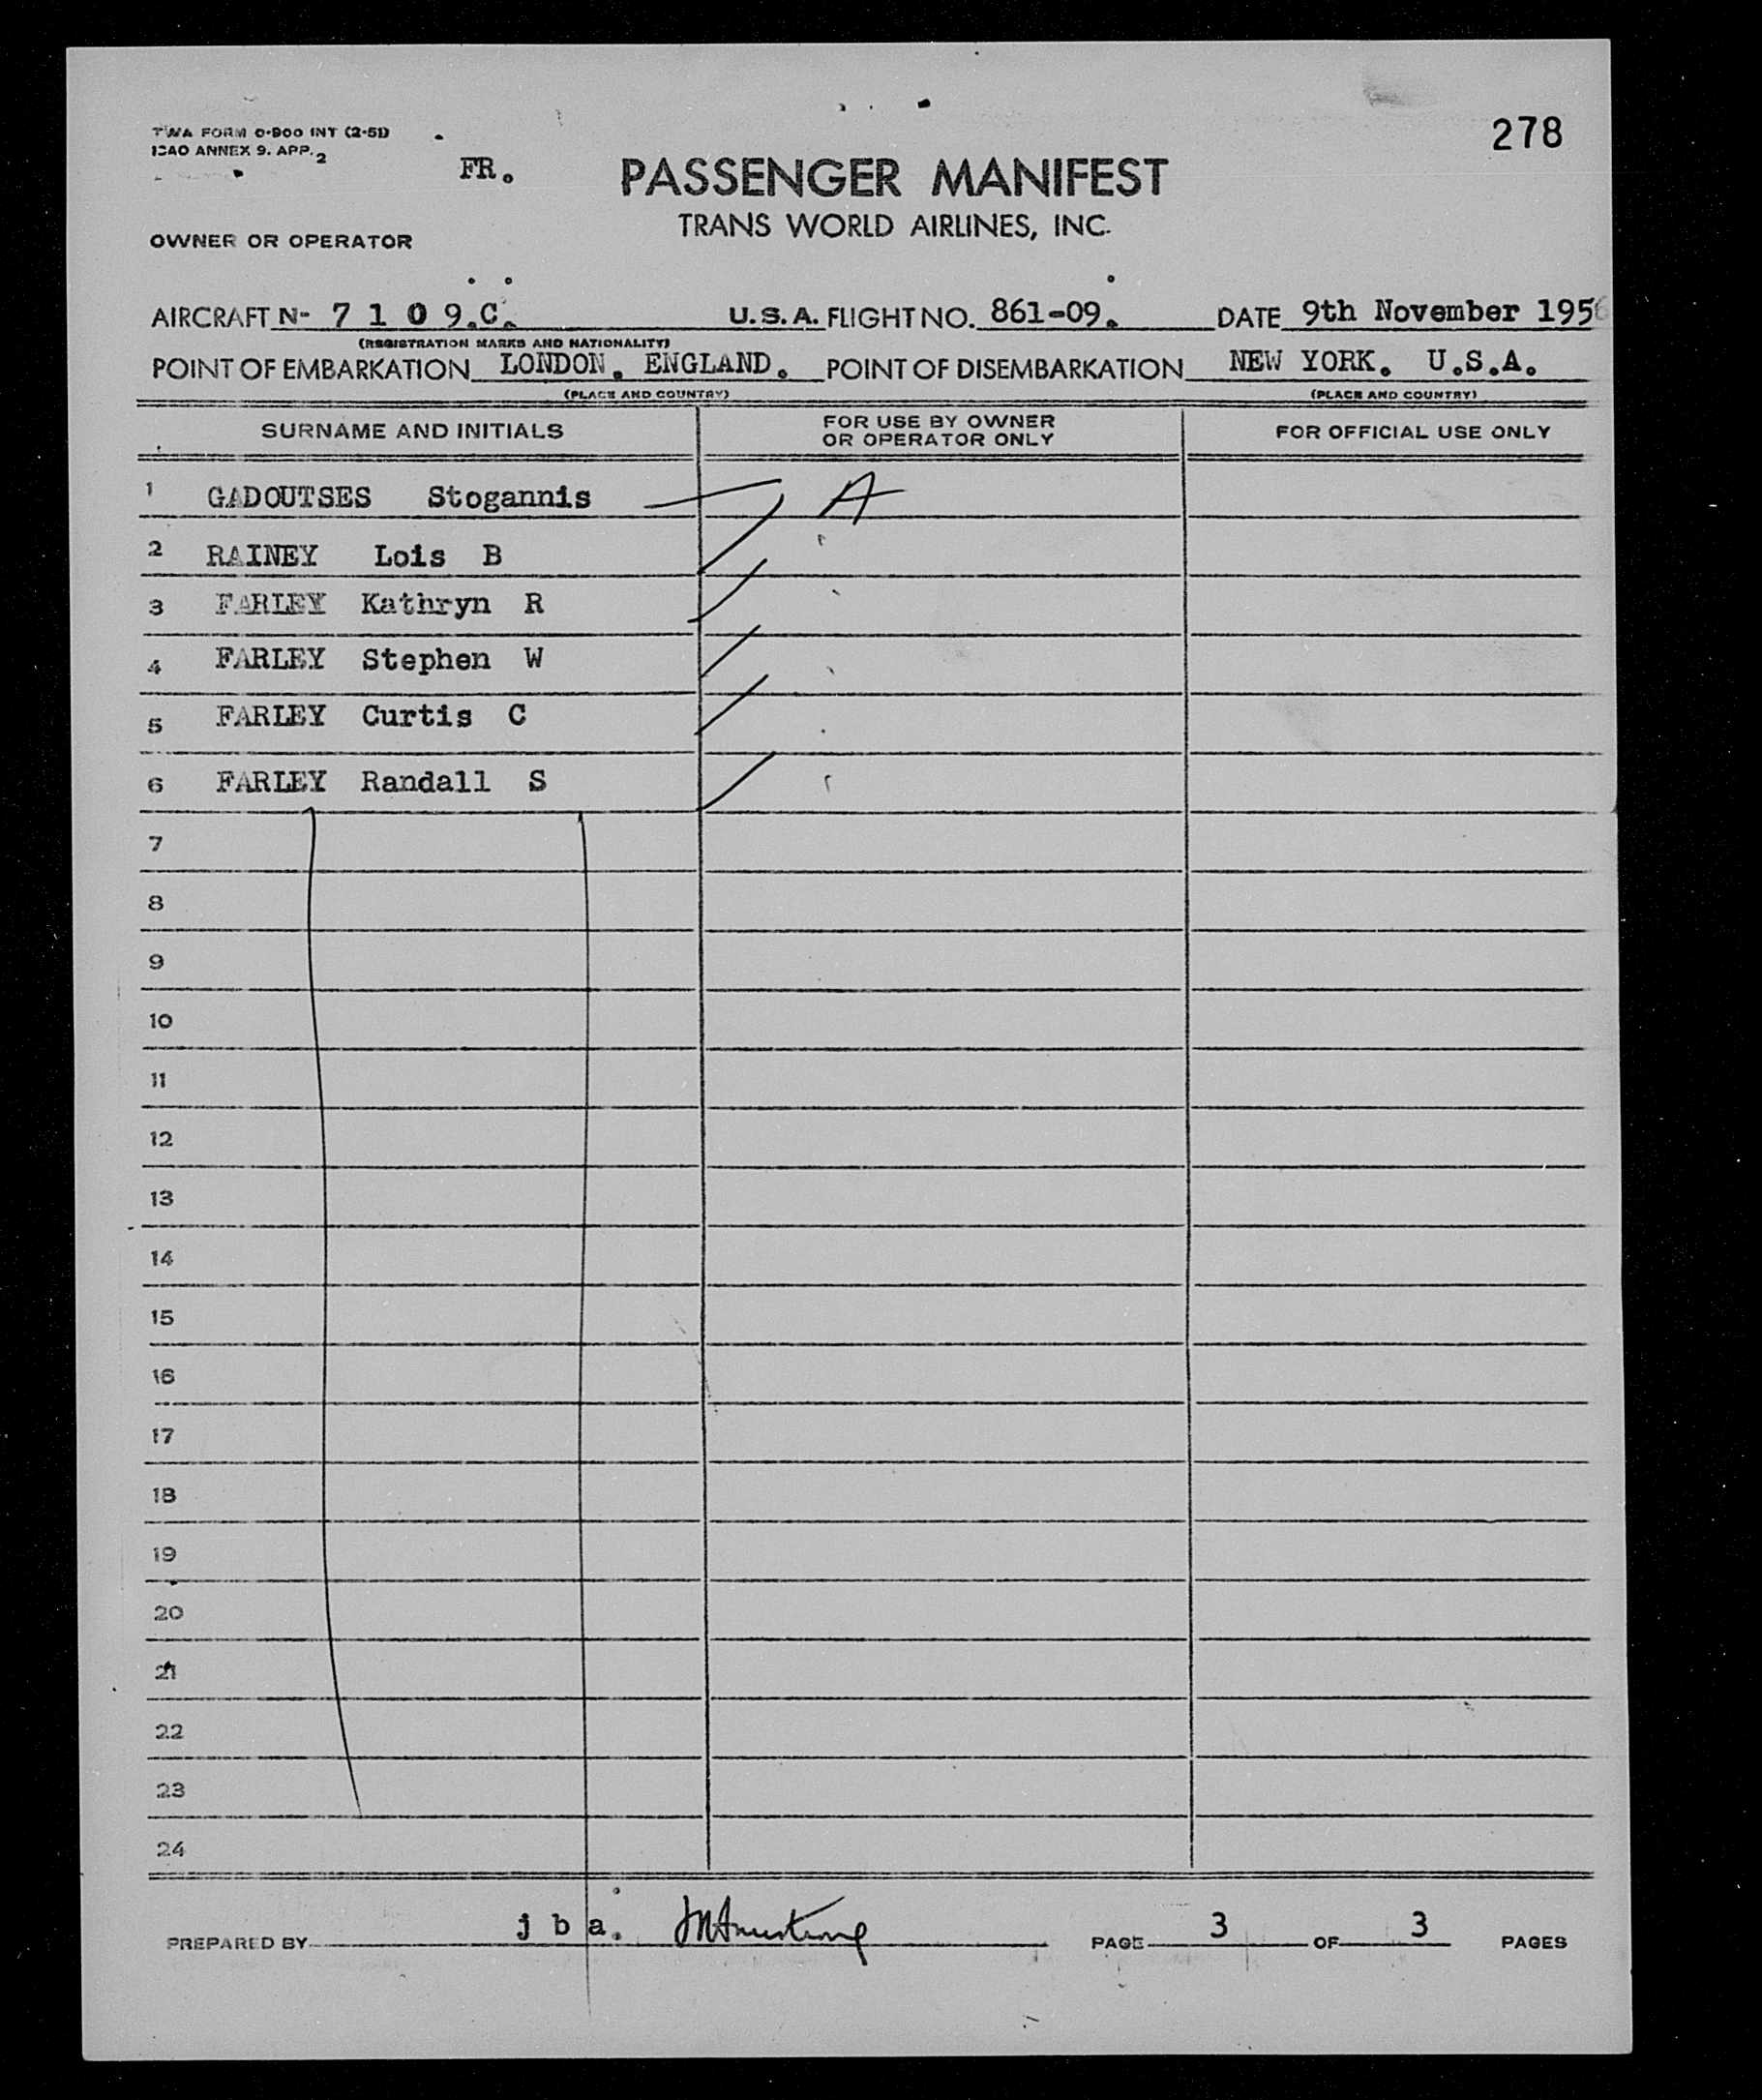 278
TWA FORM O-900 INT (2-51)
ICAO ANNEX 9. APP. 2
FR.
PASSENGER MANIFEST
TRANS WORLD AIRLINES, INC.
OWNER OR OPERATOR
AIRCRAFT N- 7 1 0 9.C. U.S.A. FLIGHT NO. 861-09. DATE 9th November 1956
(REGISTRATION MARKS AND NATIONALITY)
POINT OF EMBARKATION LONDON. ENGLAND. POINT OF DISEMBARKATION NEW YORK. U.S.A.
(PLACE AND COUNTRY) (PLACE AND COUNTRY)
SURNAME AND INITIALS FOR USE BY OWNER OR OPERATOR ONLY FOR OFFICIAL USE ONLY
1 GADOUTSES Stogannis A
2 RAINEY Lois B
3 FARLEY Kathryn R
4 FARLEY Stephen W
5 FARLEY Curtis C
6 FARLEY Randall S
7
8
9
10
11
12
13
14
15
16
17
18
19
20
21
22
23
24
PREPARED BY j b a. PAGE 3 OF 3 PAGES